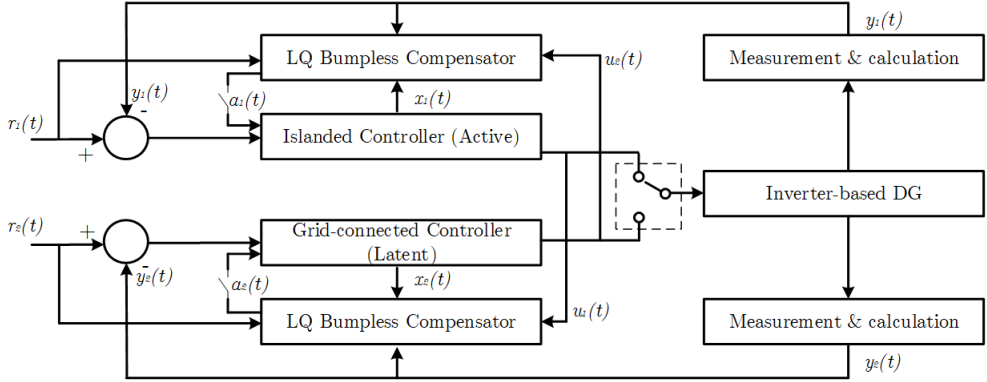 y₁(t)
LQ Bumpless Compensator
u₂(t)
Measurement & calculation
y₁(t)
a₁(t)
x₁(t)
r₁(t)
-
+
Islanded Controller (Active)
Inverter-based DG
r₂(t)
+
Grid-connected Controller
(Latent)
-
y₂(t)
a₂(t)
x₂(t)
LQ Bumpless Compensator
u₁(t)
Measurement & calculation
y₂(t)